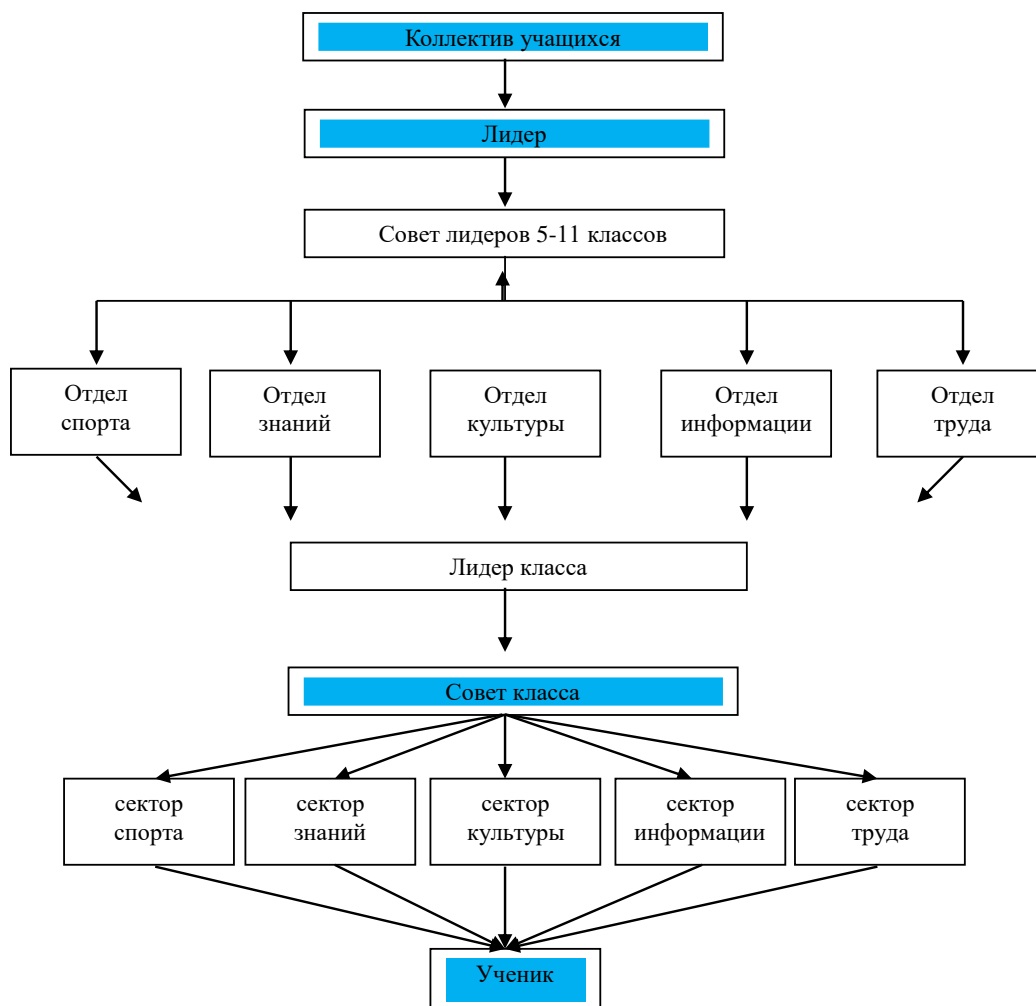 Коллектив учащихся
Лидер
Совет лидеров 5-11 классов
Отдел
спорта
Отдел
знаний
Отдел
культуры
Отдел
информации
Отдел
труда
Лидер класса
Совет класса
сектор
спорта
сектор
знаний
сектор
культуры
сектор
информации
сектор
труда
Ученик